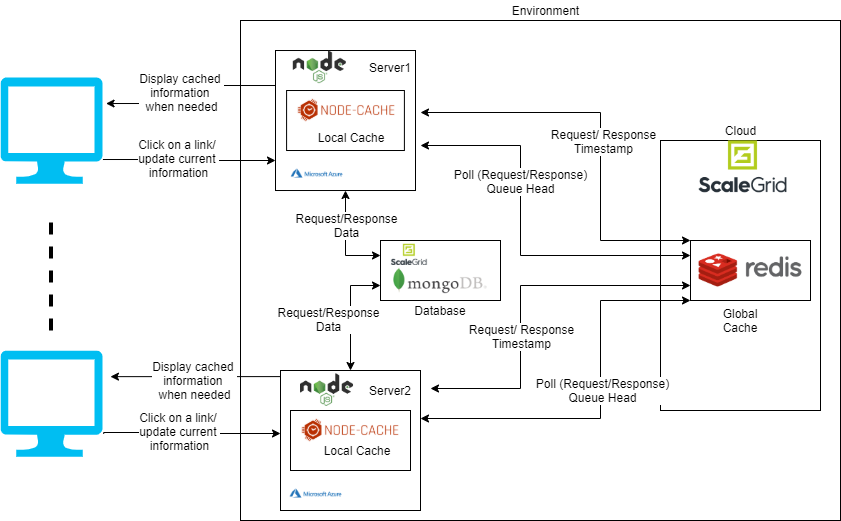 Environment
node
JS
Server1
NODE-CACHE
Local Cache
Microsoft Azure
Display cached
information
when needed
Click on a link/
update current
information
Request/ Response
Timestamp
Poll (Request/Response)
Queue Head
Cloud
ScaleGrid
redis
Global
Cache
Request/Response
Data
ScaleGrid
mongoDB.
Database
Request/Response
Data
Request/ Response
Timestamp
Poll (Request/Response)
Queue Head
Display cached
information
when needed
Click on a link/
update current
information
node
JS
Server2
NODE-CACHE
Local Cache
Microsoft Azure